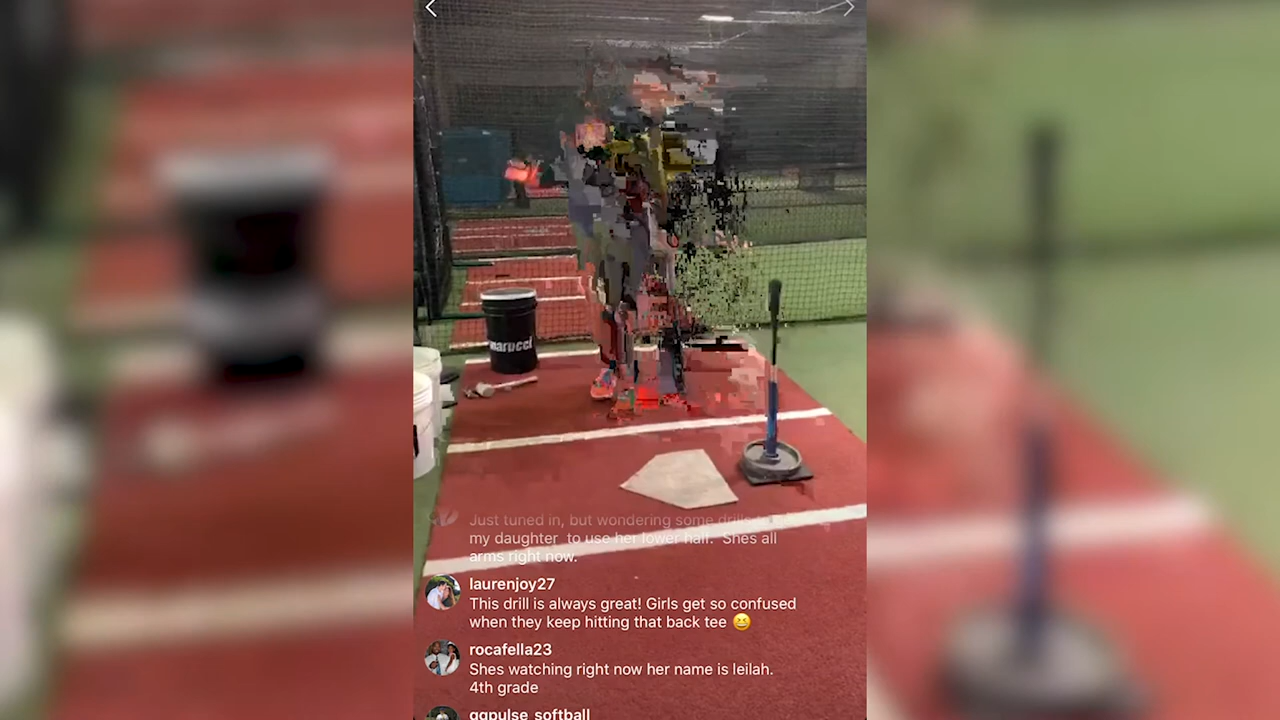 marucci
Just tuned in, but wondering some drills
my daughter to use her lower half. Shes all
arms right now.
laurenjoy27
This drill is always great! Girls get so confused
when they keep hitting that back tee 😆
rocafella23
Shes watching right now her name is leilah.
4th grade
ggpulse_softball